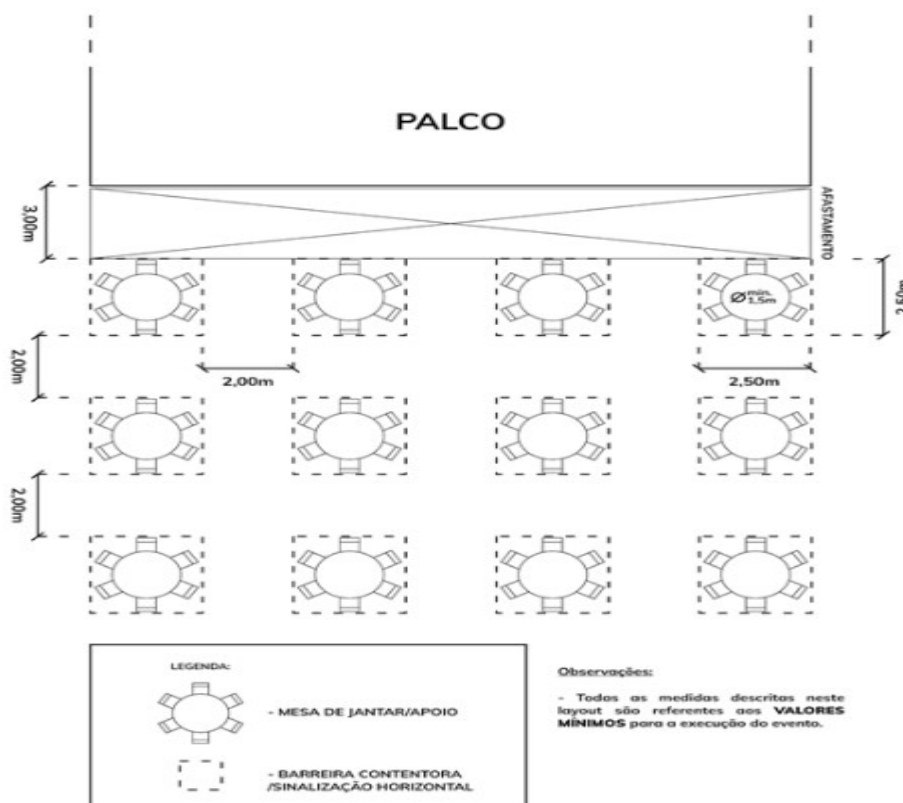 PALCO
3,00m
AFASTAMENTO
Ø min.
1.5m
2,50m
2,00m
2,00m
2,50m
2,00m
LEGENDA:
- MESA DE JANTAR/APOIO
- BARREIRA CONTENTORA
/SINALIZAÇÃO HORIZONTAL
Observações:
- Todas as medidas descritas neste
layout são referentes aos VALORES
MÍNIMOS para a execução do evento.